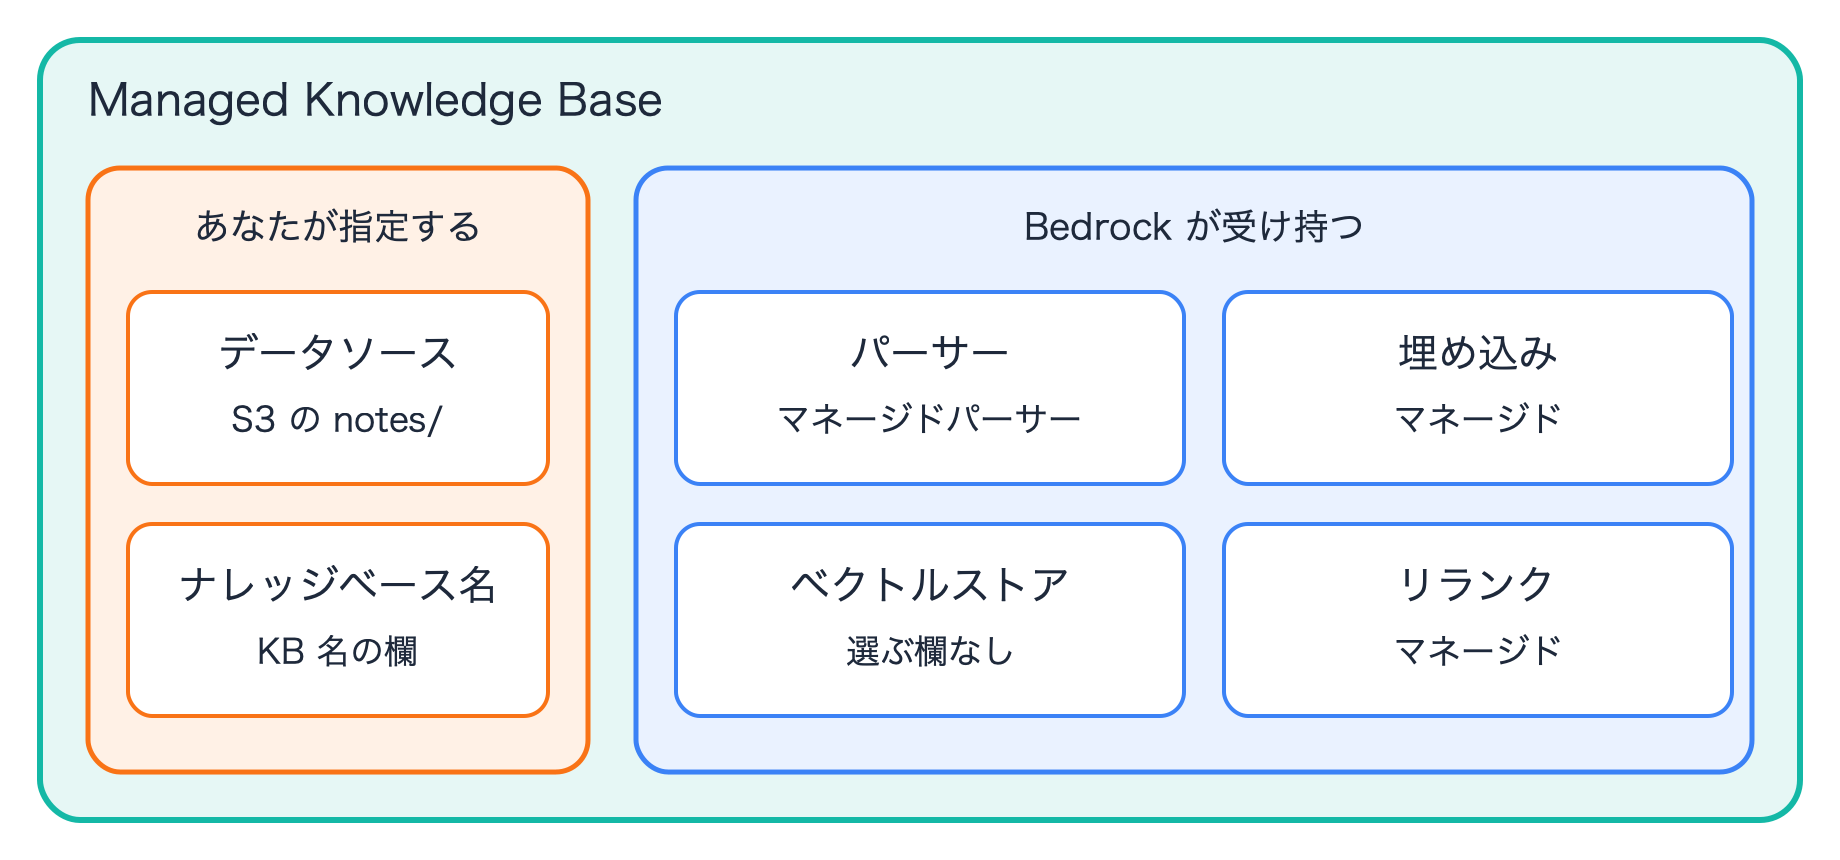 Managed Knowledge Base
あなたが指定する
データソース
S3 の notes/
ナレッジベース名
KB 名の欄
Bedrock が受け持つ
パーサー
マネージドパーサー
埋め込み
マネージド
ベクトルストア
選ぶ欄なし
リランク
マネージド